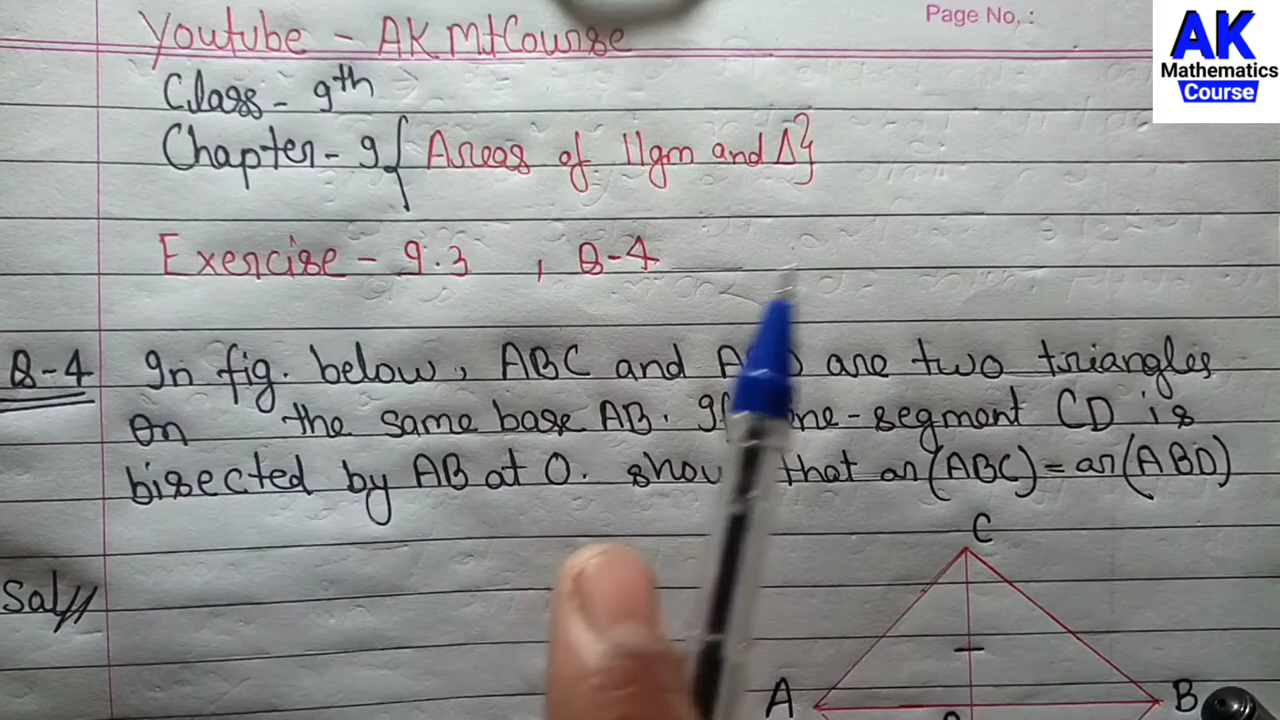 Page No. :
AK
Mathematics
Course
Youtube - AK MtCourse
Class - 9th
Chapter - 9 { Areas of 11gm and Δ}
Exercise - 9.3 , Q-4
Q-4 In fig. below, ABC and are two triangles
on the same base AB. segment CD is
bisected by AB at O. that ar(ABC) = ar(ABD)
C
Sol//
A B